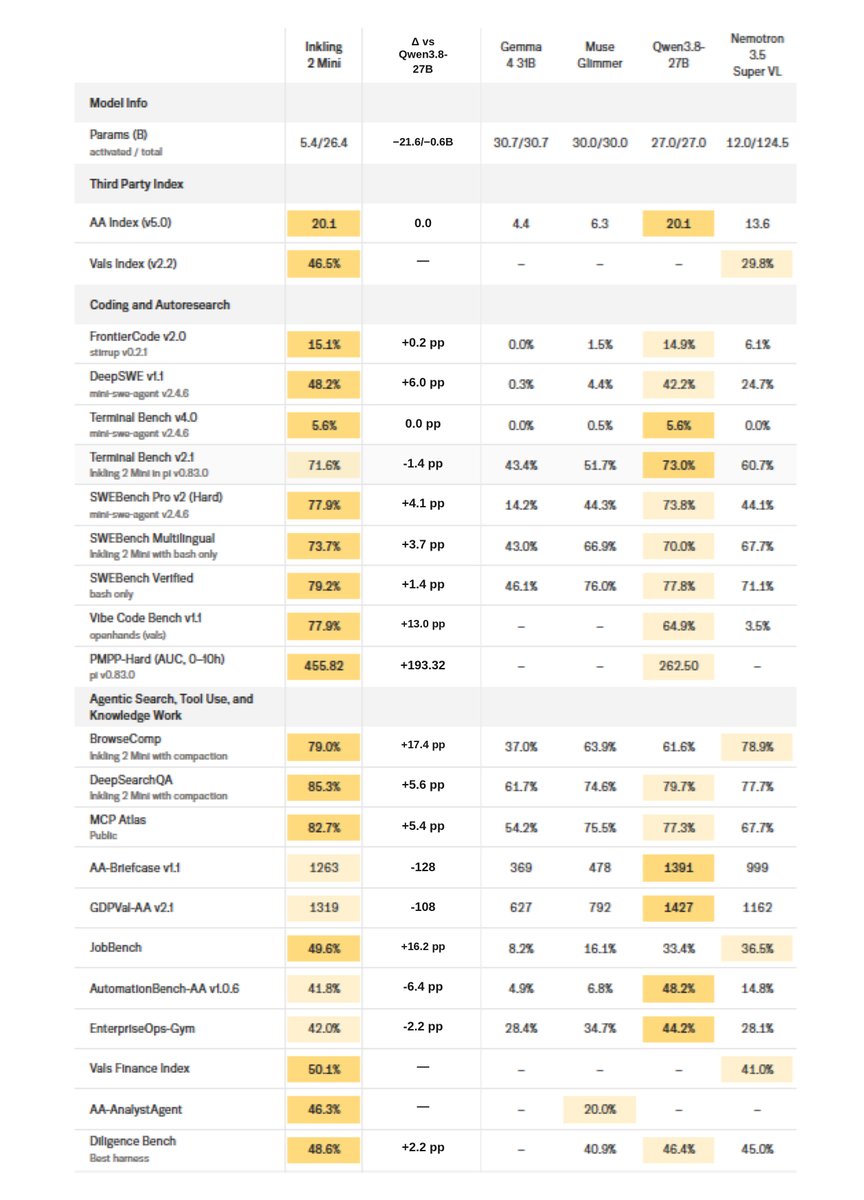 Inkling 2 Mini | Δ vs Qwen3.8-27B | Gemma 4 31B | Muse Glimmer | Qwen3.8-27B | Nemotron 3.5 Super VL
Model Info
Params (B) activated / total | 5.4/26.4 | −21.6/−0.6B | 30.7/30.7 | 30.0/30.0 | 27.0/27.0 | 12.0/124.5
Third Party Index
AA Index (v5.0) | 20.1 | 0.0 | 4.4 | 6.3 | 20.1 | 13.6
Vals Index (v2.2) | 46.5% | — | – | – | – | 29.8%
Coding and Autoresearch
FrontierCode v2.0 stirrup v0.2.1 | 15.1% | +0.2 pp | 0.0% | 1.5% | 14.9% | 6.1%
DeepSWE v1.1 mini-swe-agent v2.4.6 | 48.2% | +6.0 pp | 0.3% | 4.4% | 42.2% | 24.7%
Terminal Bench v4.0 mini-swe-agent v2.4.6 | 5.6% | 0.0 pp | 0.0% | 0.5% | 5.6% | 0.0%
Terminal Bench v2.1 Inkling 2 Mini in pi v0.83.0 | 71.6% | -1.4 pp | 43.4% | 51.7% | 73.0% | 60.7%
SWEBench Pro v2 (Hard) mini-swe-agent v2.4.6 | 77.9% | +4.1 pp | 14.2% | 44.3% | 73.8% | 44.1%
SWEBench Multilingual Inkling 2 Mini with bash only | 73.7% | +3.7 pp | 43.0% | 66.9% | 70.0% | 67.7%
SWEBench Verified bash only | 79.2% | +1.4 pp | 46.1% | 76.0% | 77.8% | 71.1%
Vibe Code Bench v1.1 openhands (vals) | 77.9% | +13.0 pp | – | – | 64.9% | 3.5%
PMPP-Hard (AUC, 0–10h) pi v0.83.0 | 455.82 | +193.32 | – | – | 262.50 | –
Agentic Search, Tool Use, and Knowledge Work
BrowseComp Inkling 2 Mini with compaction | 79.0% | +17.4 pp | 37.0% | 63.9% | 61.6% | 78.9%
DeepSearchQA Inkling 2 Mini with compaction | 85.3% | +5.6 pp | 61.7% | 74.6% | 79.7% | 77.7%
MCP Atlas Public | 82.7% | +5.4 pp | 54.2% | 75.5% | 77.3% | 67.7%
AA-Briefcase v1.1 | 1263 | -128 | 369 | 478 | 1391 | 999
GDPVal-AA v2.1 | 1319 | -108 | 627 | 792 | 1427 | 1162
JobBench | 49.6% | +16.2 pp | 8.2% | 16.1% | 33.4% | 36.5%
AutomationBench-AA v1.0.6 | 41.8% | -6.4 pp | 4.9% | 6.8% | 48.2% | 14.8%
EnterpriseOps-Gym | 42.0% | -2.2 pp | 28.4% | 34.7% | 44.2% | 28.1%
Vals Finance Index | 50.1% | — | – | – | – | 41.0%
AA-AnalystAgent | 46.3% | — | – | 20.0% | – | –
Diligence Bench Best harness | 48.6% | +2.2 pp | – | 40.9% | 46.4% | 45.0%